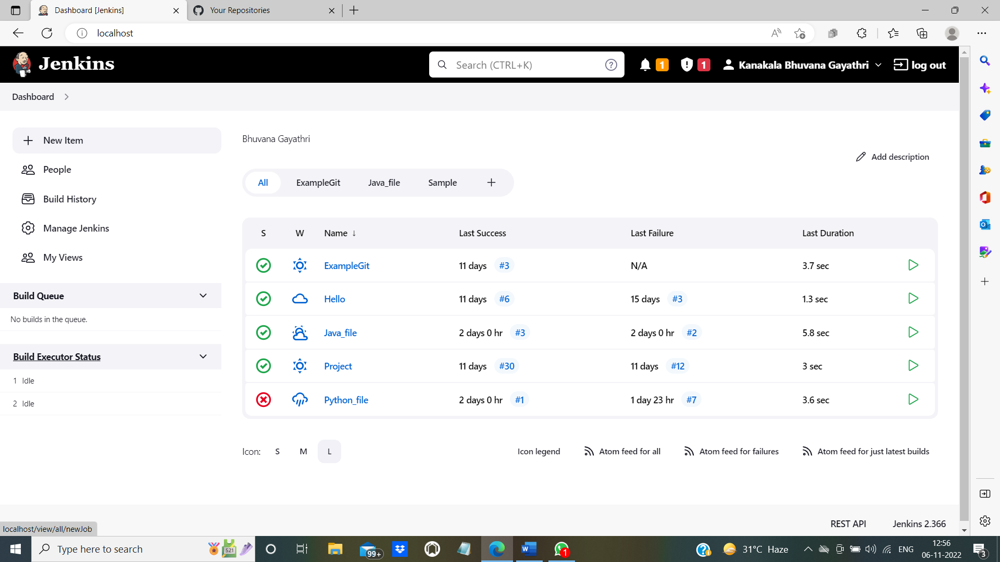 Dashboard [Jenkins]
Your Repositories
localhost
Jenkins
Search (CTRL+K)
1
1
Kanakala Bhuvana Gayathri
log out
Dashboard
New Item
People
Build History
Manage Jenkins
My Views
Build Queue
No builds in the queue.
Build Executor Status
1 Idle
2 Idle
Bhuvana Gayathri
Add description
All ExampleGit Java_file Sample +
S W Name ↓ Last Success Last Failure Last Duration
ExampleGit 11 days #3 N/A 3.7 sec
Hello 11 days #6 15 days #3 1.3 sec
Java_file 2 days 0 hr #3 2 days 0 hr #2 5.8 sec
Project 11 days #30 11 days #12 3 sec
Python_file 2 days 0 hr #1 1 day 23 hr #7 3.6 sec
Icon: S M L
Icon legend
Atom feed for all
Atom feed for failures
Atom feed for just latest builds
REST API
Jenkins 2.366
localhost/view/all/newJob
Type here to search
521
99+
1
31°C Haze
ENG
12:56
06-11-2022
3